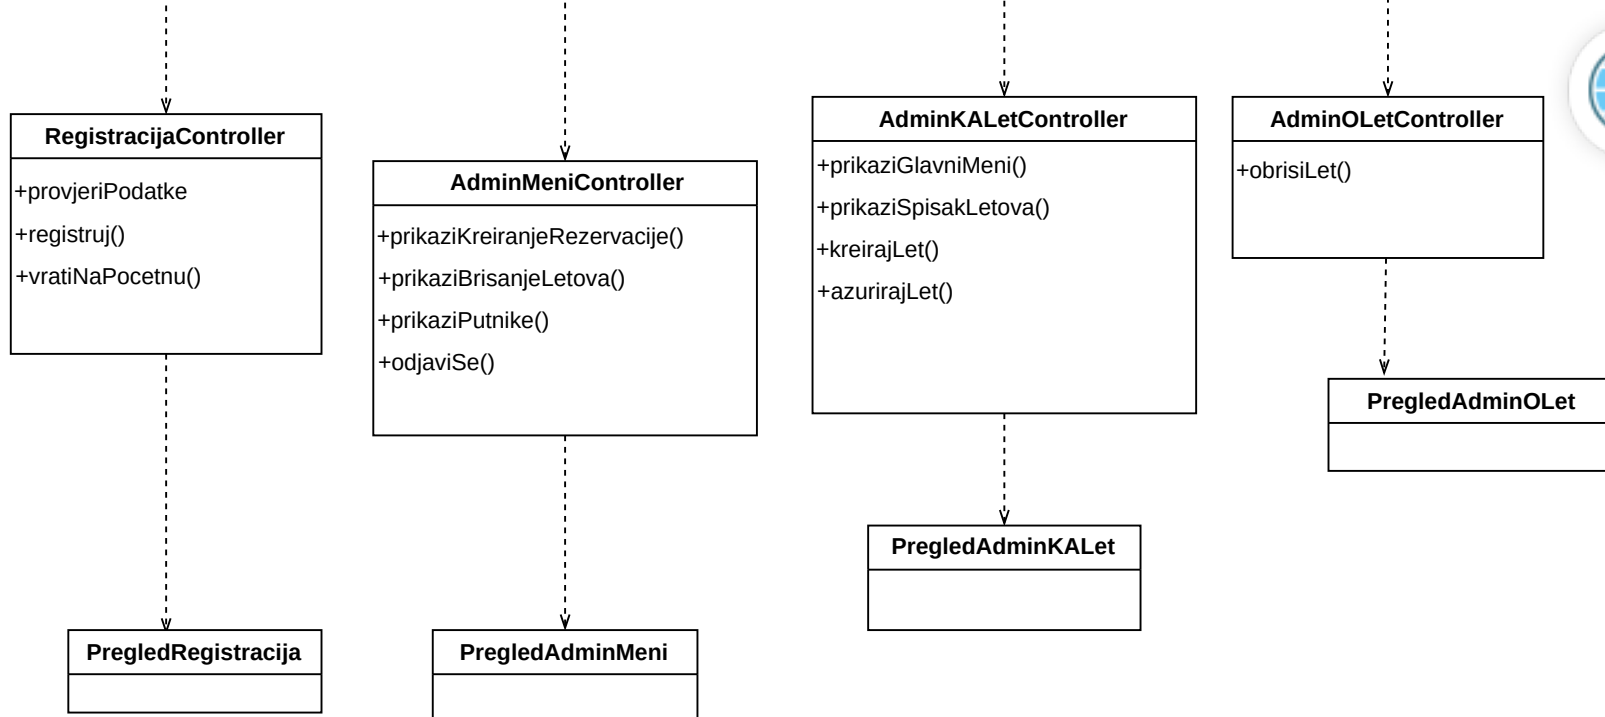 RegistracijaController
+provjeriPodatke
+registruj()
+vratiNaPocetnu()
AdminMeniController
+prikaziKreiranjeRezervacije()
+prikaziBrisanjeLetova()
+prikaziPutnike()
+odjaviSe()
AdminKALetController
+prikaziGlavniMeni()
+prikaziSpisakLetova()
+kreirajLet()
+azurirajLet()
AdminOLetController
+obrisiLet()
PregledAdminOLet
PregledAdminKALet
PregledRegistracija
PregledAdminMeni